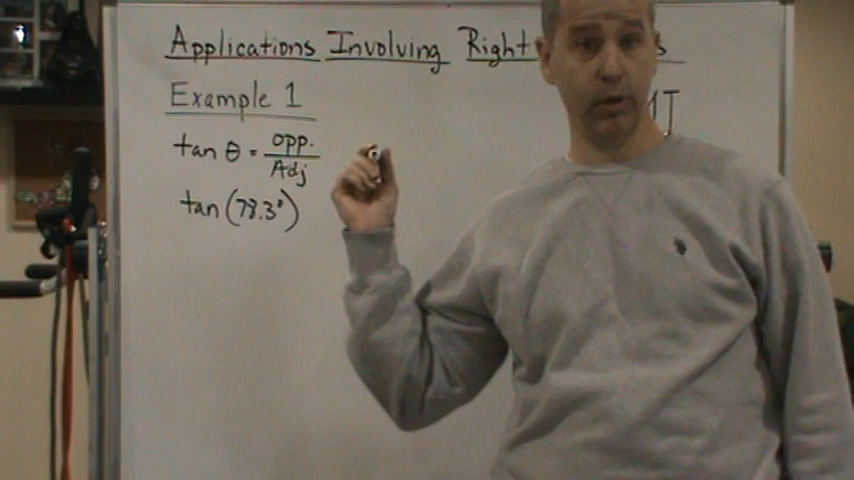 Applications Involving Right
Example 1
tan θ = opp. / Adj
tan (78.3°)